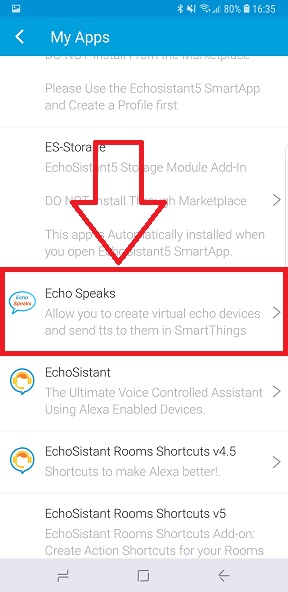 80% 16:35
My Apps
DO NOT Install From the Marketplace
Please Use the Echosistant5 SmartApp
and Create a Profile first
ES-Storage
EchoSistant5 Storage Module Add-In
DO NOT Install Through Marketplace
This app is Automatically installed when
you open Echosistant5 SmartApp.
Echo
Speaks
Echo Speaks
Allow you to create virtual echo devices
and send tts to them in SmartThings
EchoSistant
The Ultimate Voice Controlled Assistant
Using Alexa Enabled Devices.
EchoSistant Rooms Shortcuts v4.5
Shortcuts to make Alexa better!.
EchoSistant Rooms Shortcuts v5
EchoSistant Rooms Shortcuts Add-on:
Create Action Shortcuts for your Rooms